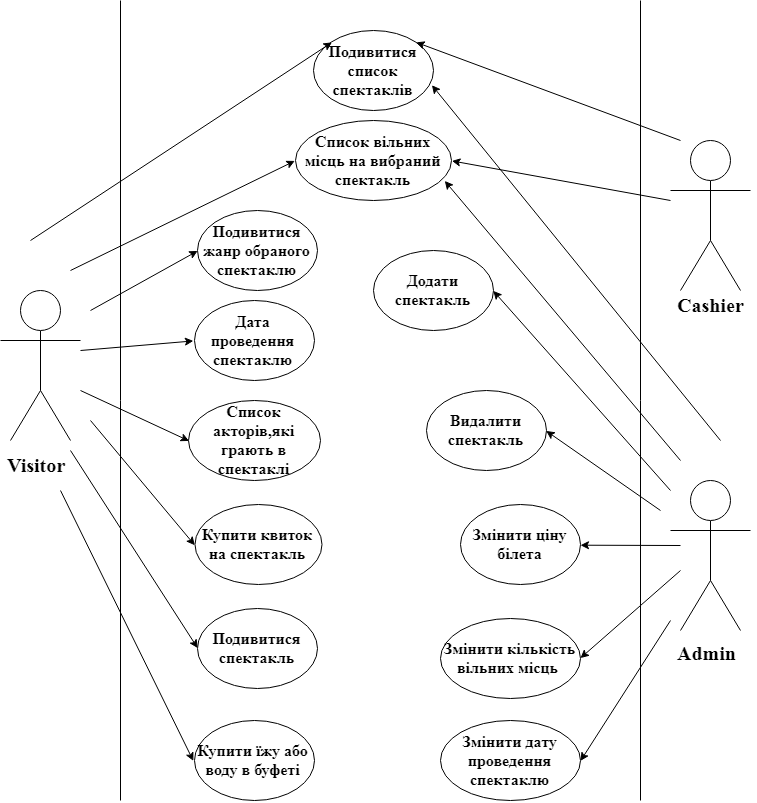 Подивитися
список
спектаклів
Список вільних
місць на вибраний
спектакль
Подивитися
жанр обраного
спектаклю
Додати
спектакль
Cashier
Дата
проведення
спектаклю
Список
акторів,які
грають в
спектаклі
Видалити
спектакль
Visitor
Купити квиток
на спектакль
Змінити ціну
білета
Подивитися
спектакль
Змінити кількість
вільних місць
Admin
Купити їжу або
воду в буфеті
Змінити дату
проведення
спектаклю